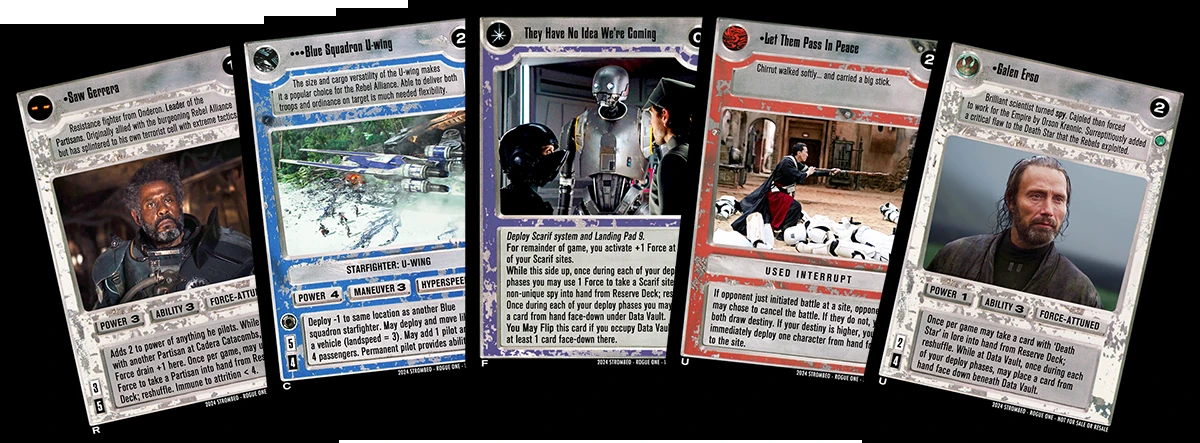 •Saw Gerrera
Resistance fighter from Onderon. Leader of the
Partisans. Originally allied with the burgeoning Rebel Alliance
but has splintered to his own terrorist cell with extreme tactics
POWER 3 ABILITY 3 FORCE-ATTUN
Adds 2 to power of anything he pilots. While
with another Partisan at Cadera Catacombs,
Force drain +1 here. Once per game, may
Force to take a Partisan into hand from Res
Deck; reshuffle. Immune to attrition < 4.
3
5
2024 STROMBED - ROGUE ONE -
R
•••Blue Squadron U-wing
2
The size and cargo versatility of the U-wing makes
it a popular choice for the Rebel Alliance. Able to deliver both
troops and ordinance on target is much needed flexibility.
STARFIGHTER: U-WING
POWER 4 MANEUVER 3 HYPERSPEE
Deploy -1 to same location as another Blue
squadron starfighter. May deploy and move li
a vehicle (landspeed = 3). May add 1 pilot a
4 passengers. Permanent pilot provides abili
5
4
2024 STROMBED - ROGUE ONE -
C
They Have No Idea We're Coming
0
Deploy Scarif system and Landing Pad 9.
For remainder of game, you activate +1 Force at
of your Scarif sites.
While this side up, once during each of your dep
phases you may use 1 Force to take a Scarif site
non-unique spy into hand from Reserve Deck; res
Once during each of your deploy phases you may
a card from hand face-down under Data Vault.
You May Flip this card if you occupy Data Vau
at least 1 card face-down there.
2024 STROMBED - ROGUE ONE -
F
•Let Them Pass In Peace
2
Chirrut walked softly... and carried a big stick.
USED INTERRUPT
If opponent just initiated battle at a site, oppone
may chose to cancel the battle. If they do not,
both draw destiny. If your destiny is higher, you
immediately deploy one character from hand f
to the site.
2024 STROMBED - ROGUE ONE -
U
•Galen Erso
2
Brilliant scientist turned spy. Cajoled then forced
to work for the Empire by Orson Krennic. Surreptitiously added
a critical flaw to the Death Star that the Rebels exploited.
POWER 1 ABILITY 3 FORCE-ATTUNED
Once per game may take a card with 'Death
Star' in lore into hand from Reserve Deck;
reshuffle. While at Data Vault, once during each
of your deploy phases, may place a card from
hand face-down beneath Data Vault.
2
4
2024 STROMBED - ROGUE ONE - NOT FOR SALE OR RESALE
U